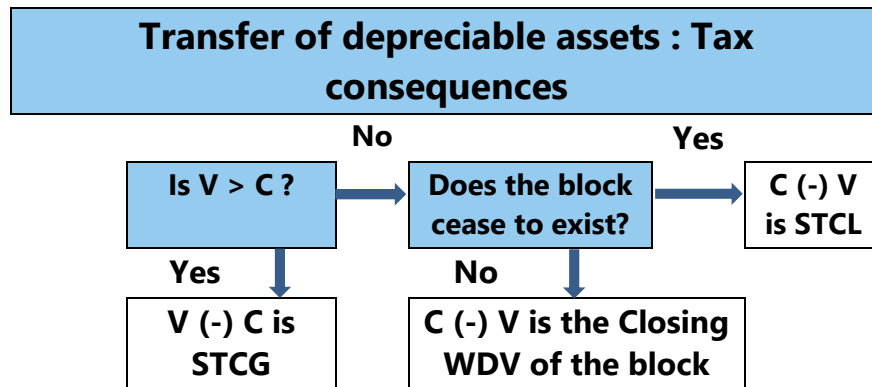 Transfer of depreciable assets : Tax
consequences
No
Yes
Is V > C ?
Does the block
cease to exist?
C (-) V
is STCL
Yes
No
V (-) C is
STCG
C (-) V is the Closing
WDV of the block